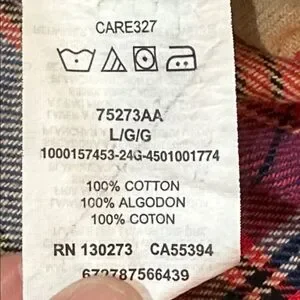 CARE327
75273AA
L/G/G
1000157453-24G-4501001774
100% COTTON
100% ALGODON
100% COTON
RN 130273 CA55394
672787566439